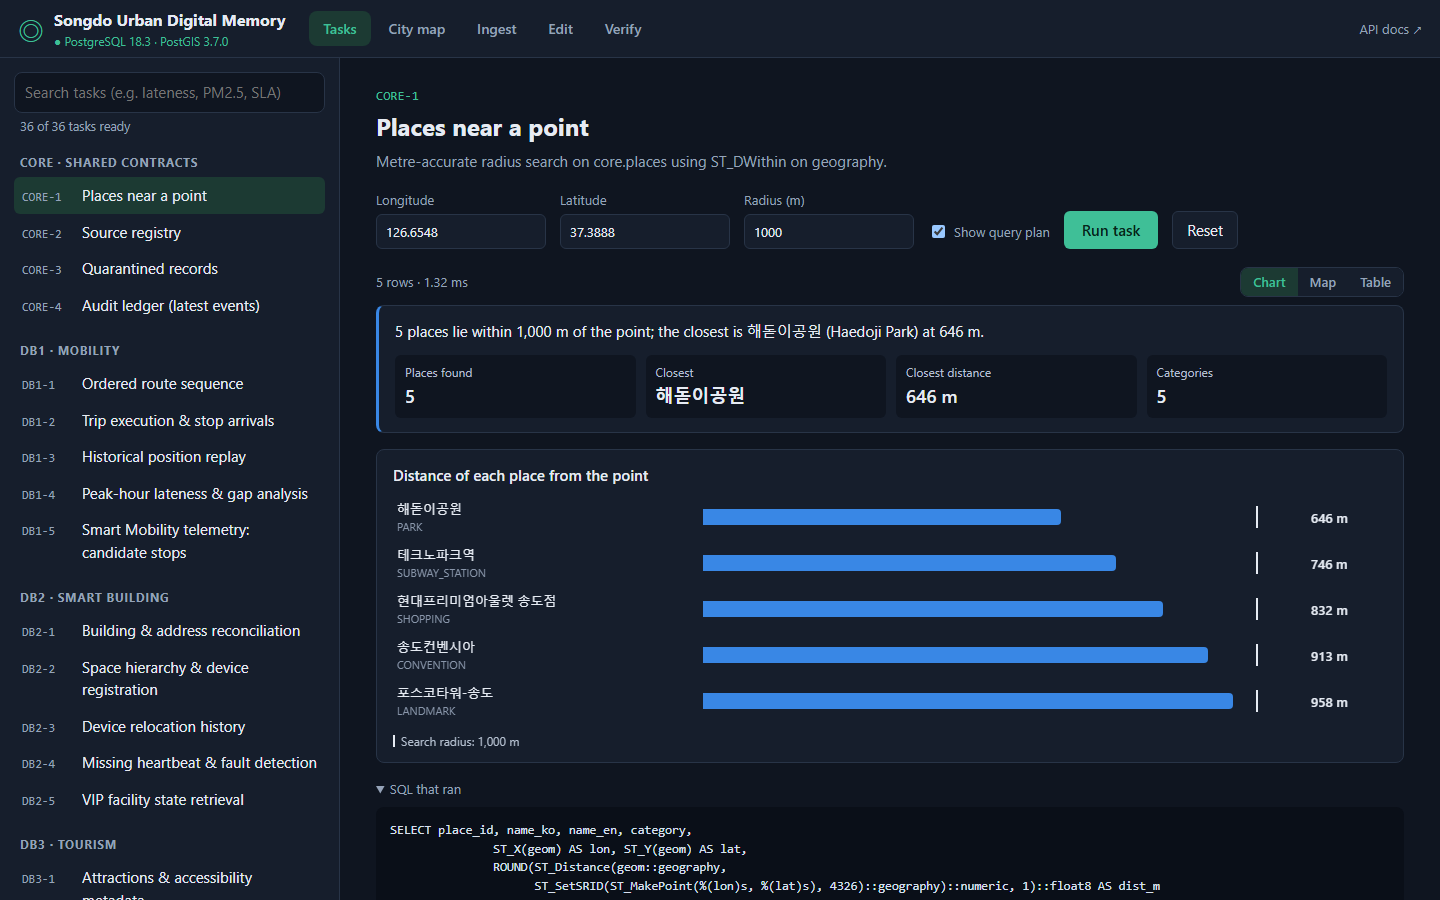 Songdo Urban Digital Memory
● PostgreSQL 18.3 · PostGIS 3.7.0
Tasks
City map
Ingest
Edit
Verify
API docs ↗
Search tasks (e.g. lateness, PM2.5, SLA)
36 of 36 tasks ready
CORE · SHARED CONTRACTS
CORE-1 Places near a point
CORE-2 Source registry
CORE-3 Quarantined records
CORE-4 Audit ledger (latest events)
DB1 · MOBILITY
DB1-1 Ordered route sequence
DB1-2 Trip execution & stop arrivals
DB1-3 Historical position replay
DB1-4 Peak-hour lateness & gap analysis
DB1-5 Smart Mobility telemetry:
candidate stops
DB2 · SMART BUILDING
DB2-1 Building & address reconciliation
DB2-2 Space hierarchy & device
registration
DB2-3 Device relocation history
DB2-4 Missing heartbeat & fault detection
DB2-5 VIP facility state retrieval
DB3 · TOURISM
DB3-1 Attractions & accessibility
metadata
CORE-1
Places near a point
Metre-accurate radius search on core.places using ST_DWithin on geography.
Longitude
Latitude
Radius (m)
126.6548
37.3888
1000
Show query plan
Run task
Reset
5 rows · 1.32 ms
Chart
Map
Table
5 places lie within 1,000 m of the point; the closest is 해돋이공원 (Haedoji Park) at 646 m.
Places found
5
Closest
해돋이공원
Closest distance
646 m
Categories
5
Distance of each place from the point
해돋이공원
PARK
646 m
테크노파크역
SUBWAY_STATION
746 m
현대프리미엄아울렛 송도점
SHOPPING
832 m
송도컨벤시아
CONVENTION
913 m
포스코타워-송도
LANDMARK
958 m
Search radius: 1,000 m
▼ SQL that ran
SELECT place_id, name_ko, name_en, category,
ST_X(geom) AS lon, ST_Y(geom) AS lat,
ROUND(ST_Distance(geom::geography,
ST_SetSRID(ST_MakePoint(%(lon)s, %(lat)s), 4326)::geography)::numeric, 1)::float8 AS dist_m